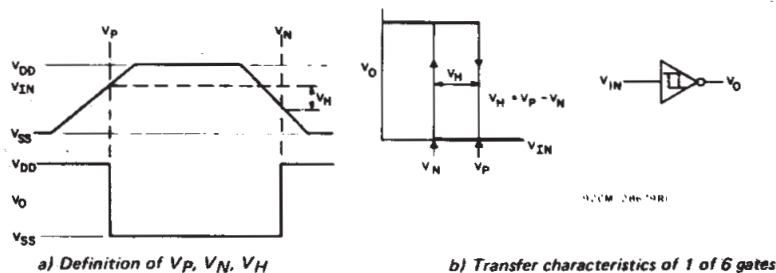 VP
VN
VDD
VIN
VH
VSS
VDD
VO
VSS
a) Definition of VP, VN, VH
VO
VH
VH = VP – VN
VIN
VN
VP
VIN
VO
b) Transfer characteristics of 1 of 6 gates